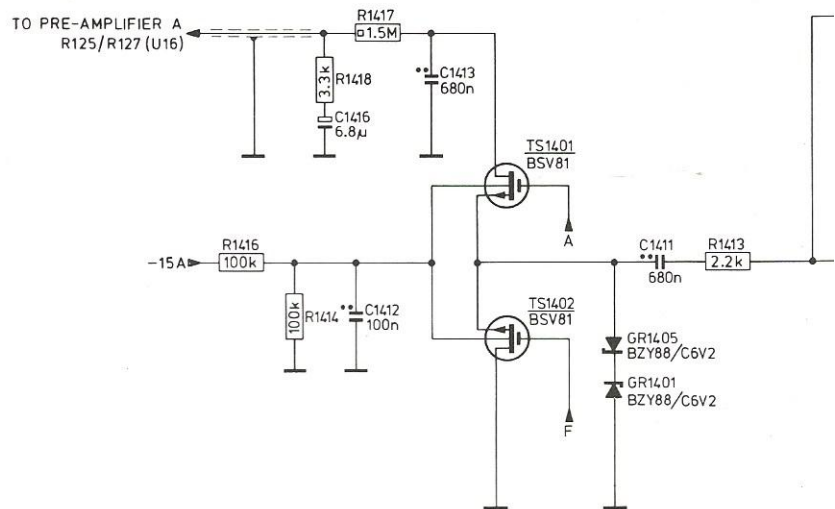 TO PRE-AMPLIFIER A
R125/R127 (U16)
R1417
1.5M
R1418
3.3k
C1416
6.8µ
C1413
680n
TS1401
BSV81
A
-15A
R1416
100k
R1414
100k
C1412
100n
C1411
680n
R1413
2.2k
TS1402
BSV81
F
GR1405
BZY88/C6V2
GR1401
BZY88/C6V2